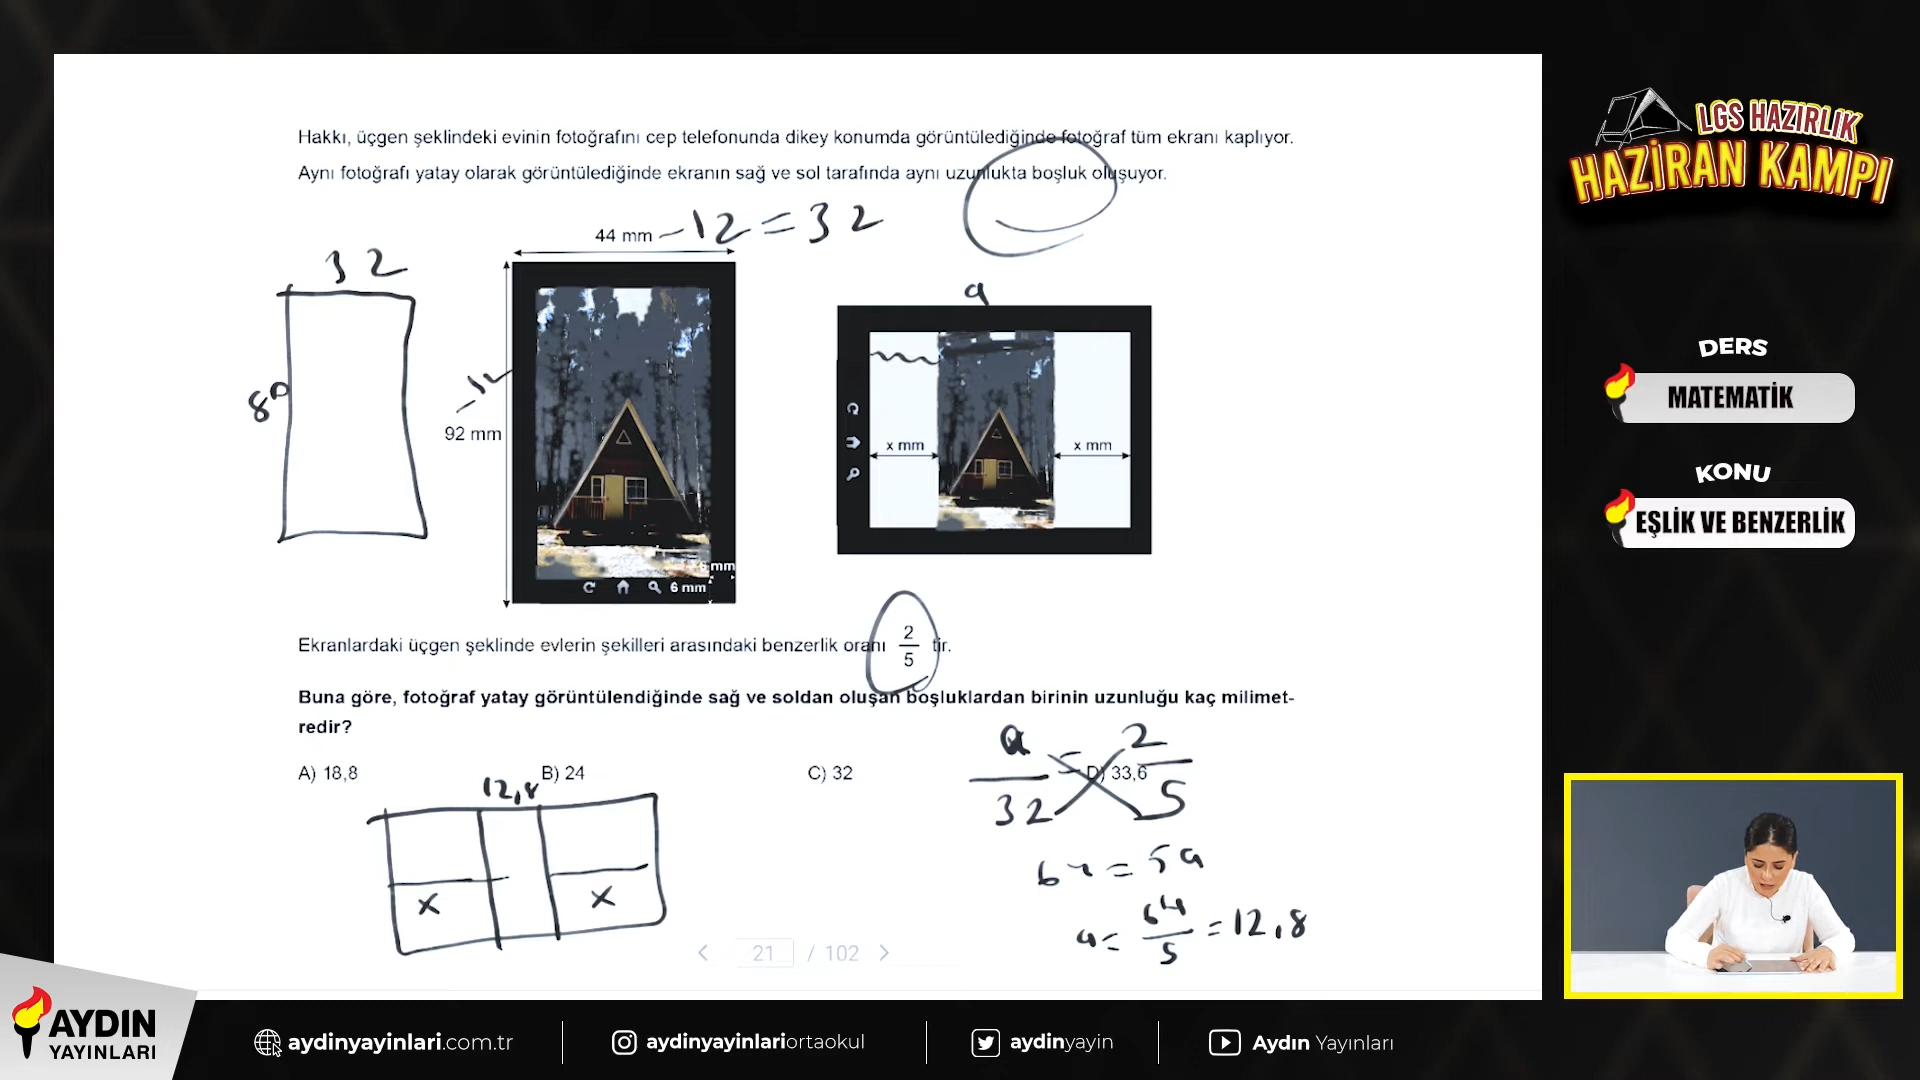 Hakkı, üçgen şeklindeki evinin fotoğrafını cep telefonunda dikey konumda görüntülediğinde fotoğraf tüm ekranı kaplıyor.
Aynı fotoğrafı yatay olarak görüntülediğinde ekranın sağ ve sol tarafında aynı uzunlukta boşluk oluşuyor.
44 mm -12 = 32
32
80
-12
92 mm
6 mm
6 mm
a
x mm
x mm
Ekranlardaki üçgen şeklinde evlerin şekilleri arasındaki benzerlik oranı 2/5 tir.
Buna göre, fotoğraf yatay görüntülendiğinde sağ ve soldan oluşan boşluklardan birinin uzunluğu kaç milimet-
redir?
A) 18,8
B) 24
C) 32
D) 33,6
a/32 = 2/5
64 = 5a
a = 64/5 = 12,8
12,8
x
x
< 21 / 102 >
LGS HAZIRLIK
HAZİRAN KAMPI
DERS
MATEMATİK
KONU
EŞLİK VE BENZERLİK
AYDIN
YAYINLARI
aydinyayinlari.com.tr
aydinyayinlariortaokul
aydinyayin
Aydın Yayınları